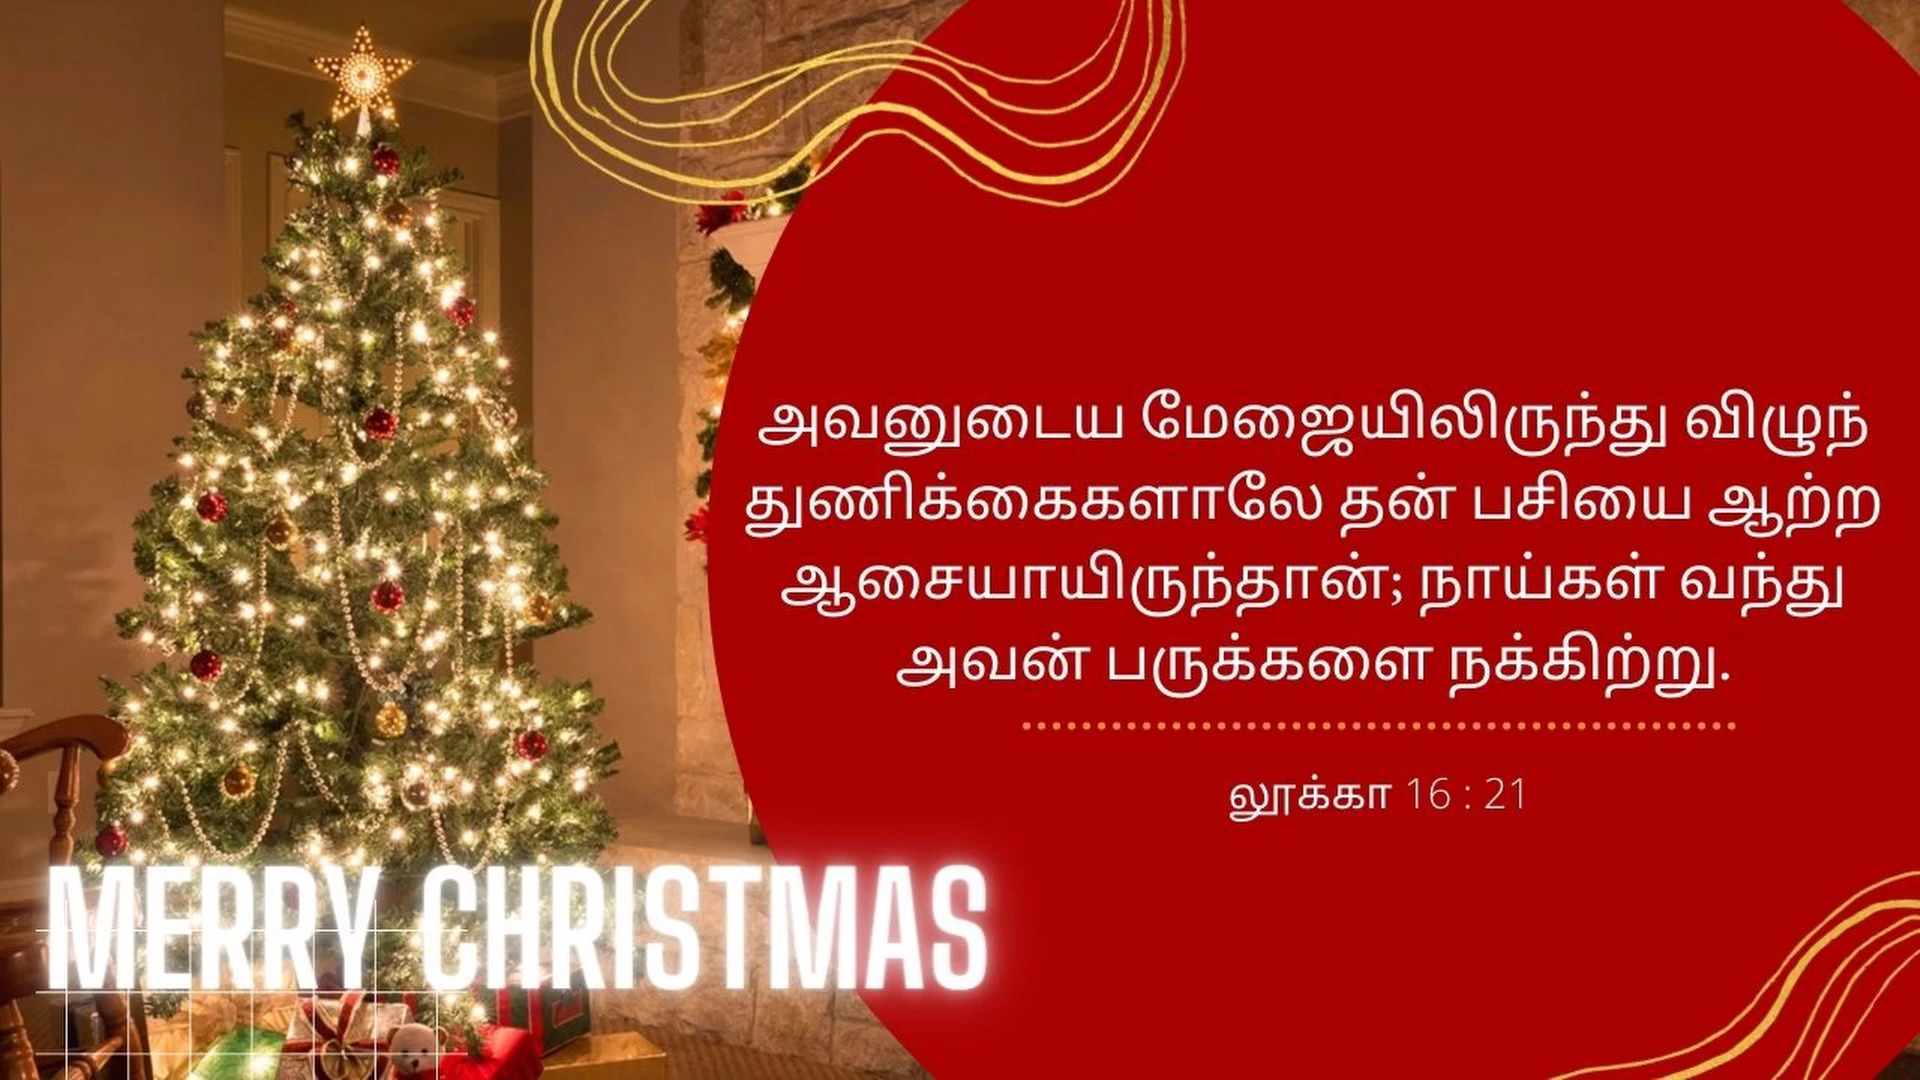 அவனுடைய மேஜையிலிருந்து விழுந்
துணிக்கைகளாலே தன் பசியை ஆற்ற
ஆசையாயிருந்தான்; நாய்கள் வந்து
அவன் பருக்களை நக்கிற்று.
லூக்கா 16 : 21
MERRY CHRISTMAS